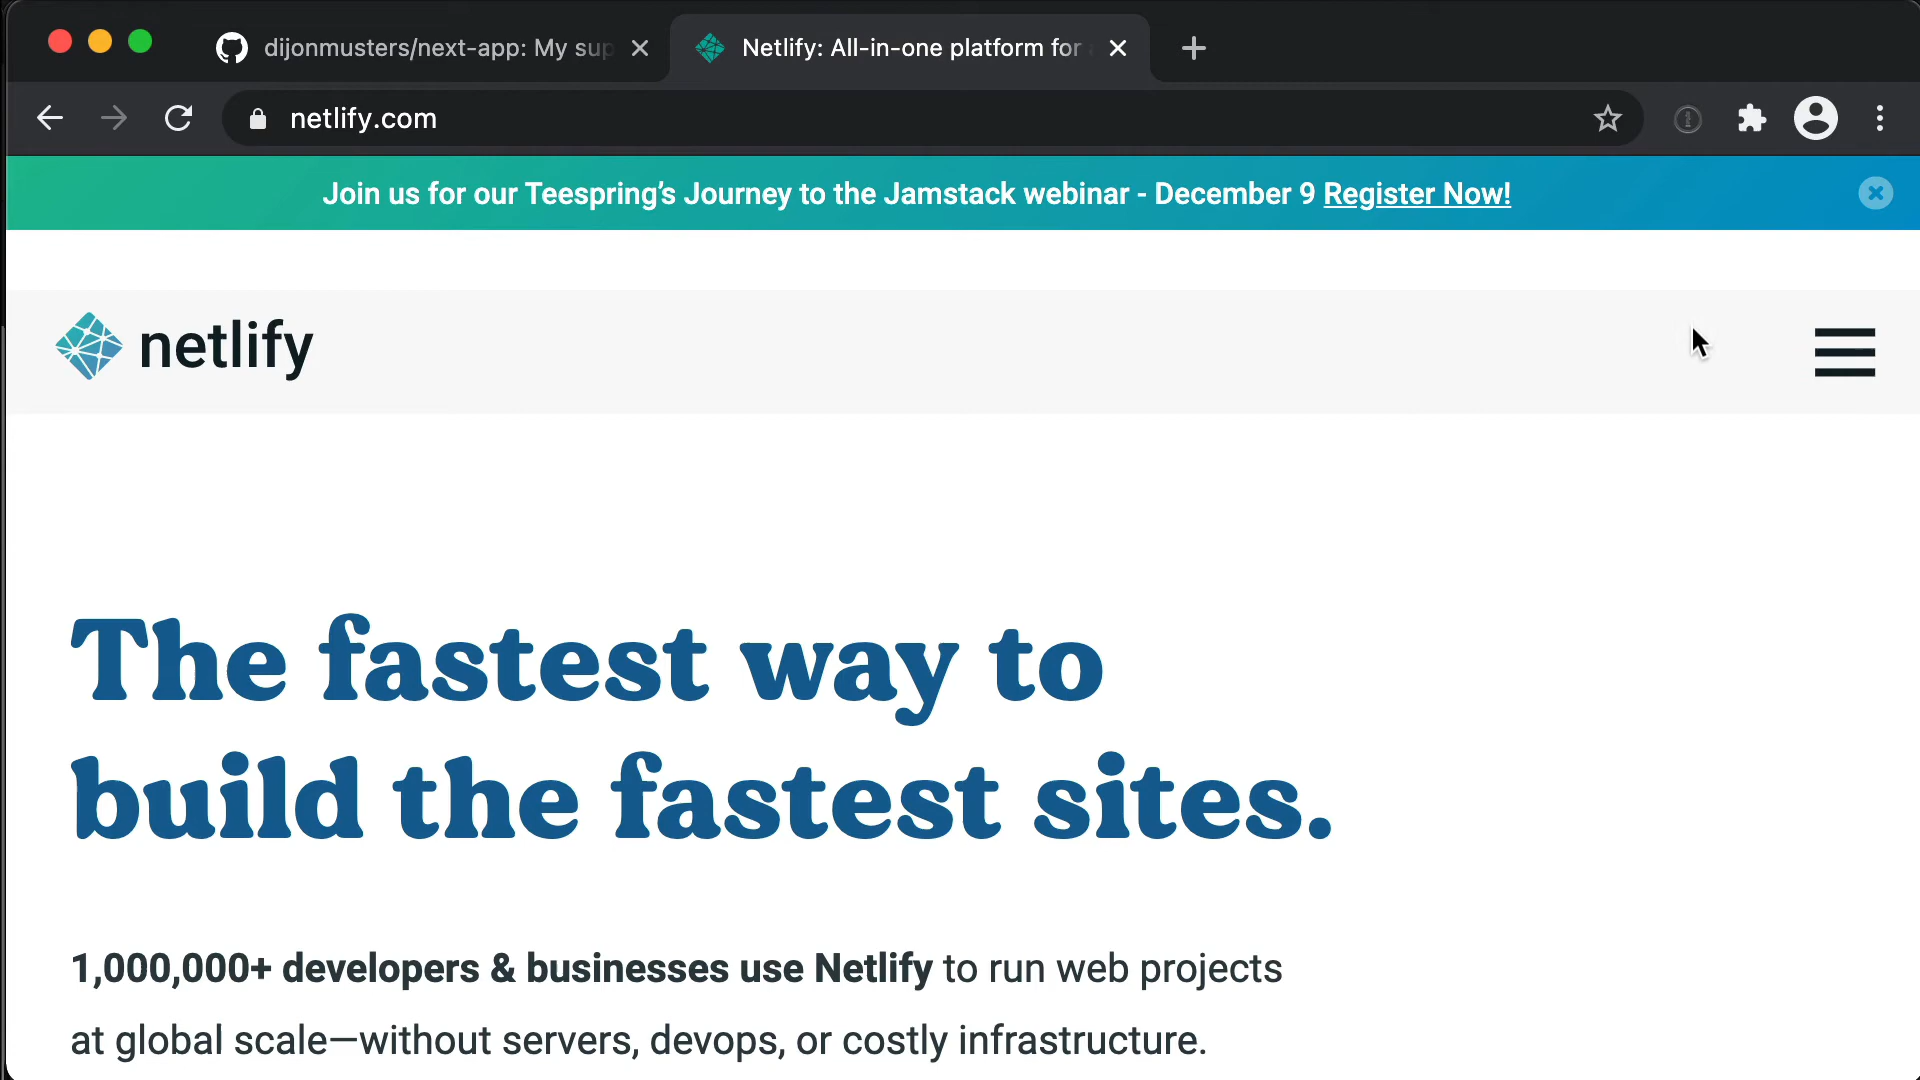 dijonmusters/next-app: My sup
Netlify: All-in-one platform for
netlify.com
Join us for our Teespring’s Journey to the Jamstack webinar - December 9 Register Now!
netlify
The fastest way to
build the fastest sites.
1,000,000+ developers & businesses use Netlify to run web projects
at global scale—without servers, devops, or costly infrastructure.